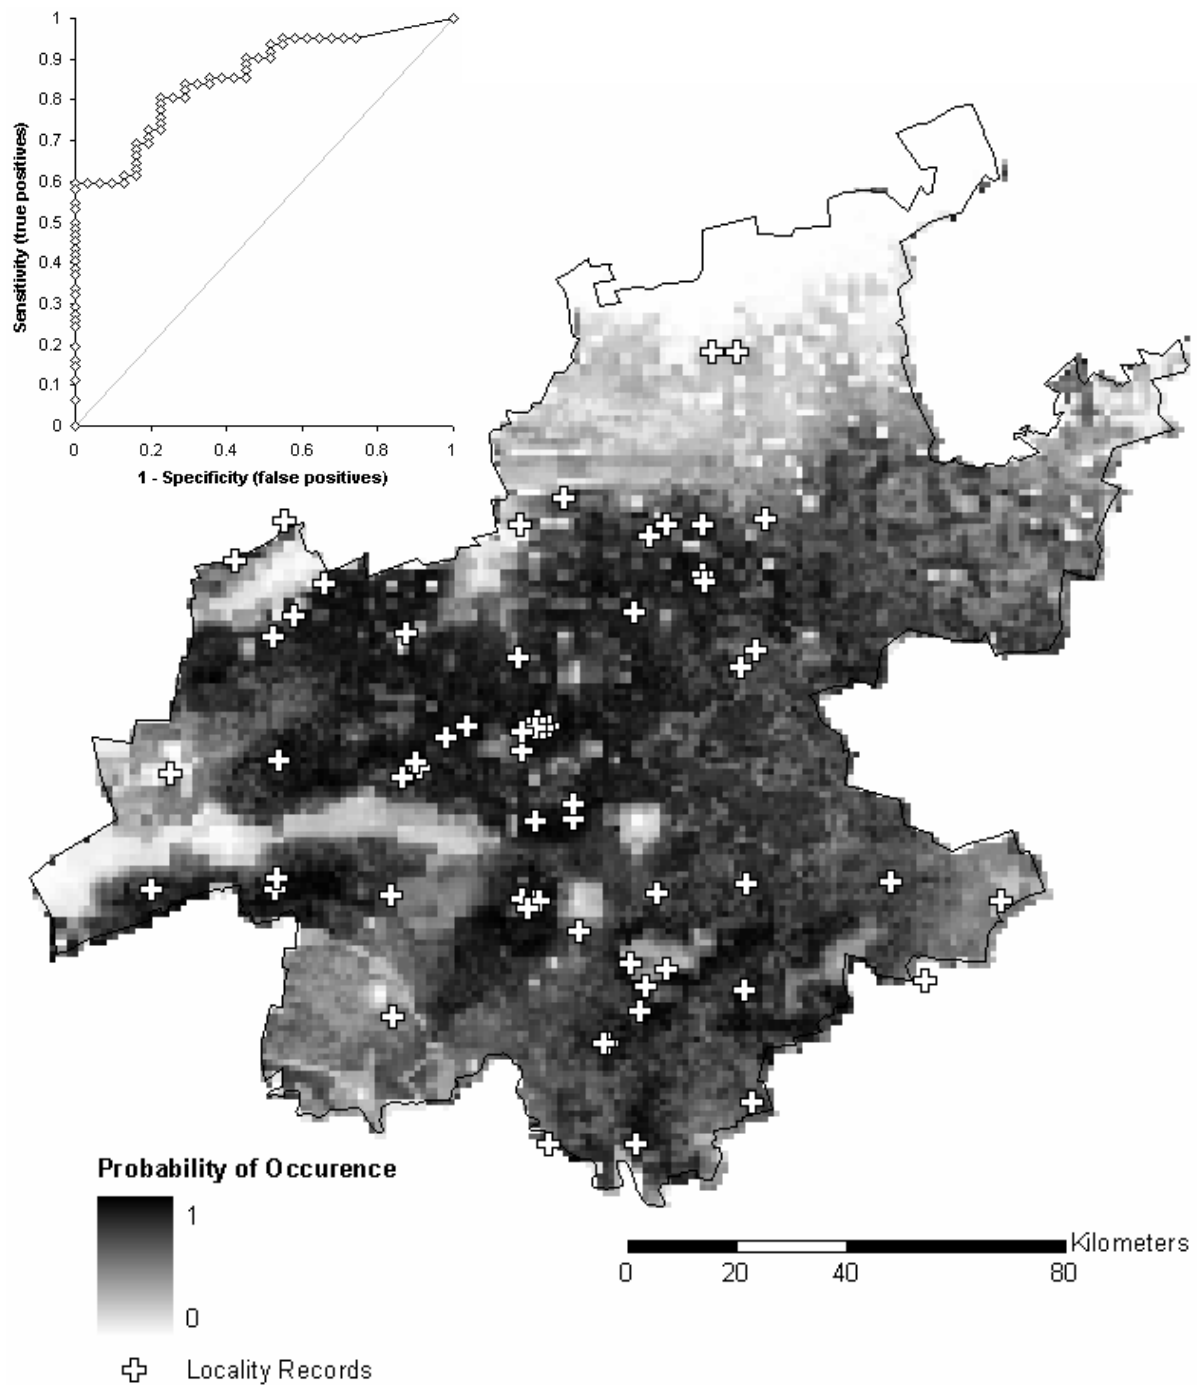 1
0.9
0.8
0.7
0.6
0.5
0.4
0.3
0.2
0.1
0
Sensitivity (true positives)
0 0.2 0.4 0.6 0.8 1
1 - Specificity (false positives)
Probability of Occurence
1
0
Locality Records
Kilometers
0 20 40 80